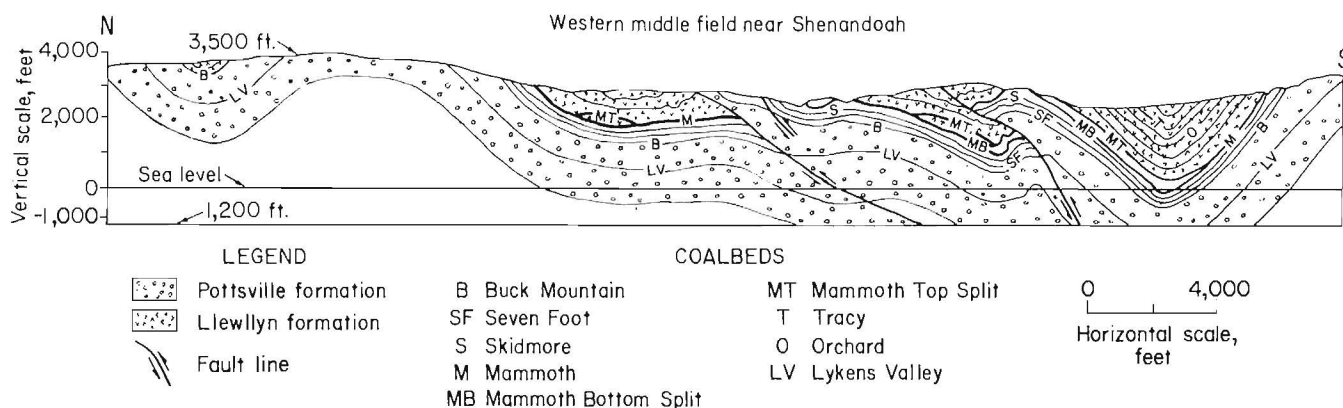 Western middle field near Shenandoah
N
S
3,500 ft.
4,000
2,000
0
-1,000
Vertical scale, feet
Sea level
1,200 ft.
B
LV
MT
M
B
LV
S
B
LV
MT
MB
SF
S
SF
MB
MT
O
M
B
LV
LEGEND
Pottsville formation
Llewllyn formation
Fault line
COALBEDS
B Buck Mountain
SF Seven Foot
S Skidmore
M Mammoth
MB Mammoth Bottom Split
MT Mammoth Top Split
T Tracy
O Orchard
LV Lykens Valley
0 4,000
Horizontal scale,
feet